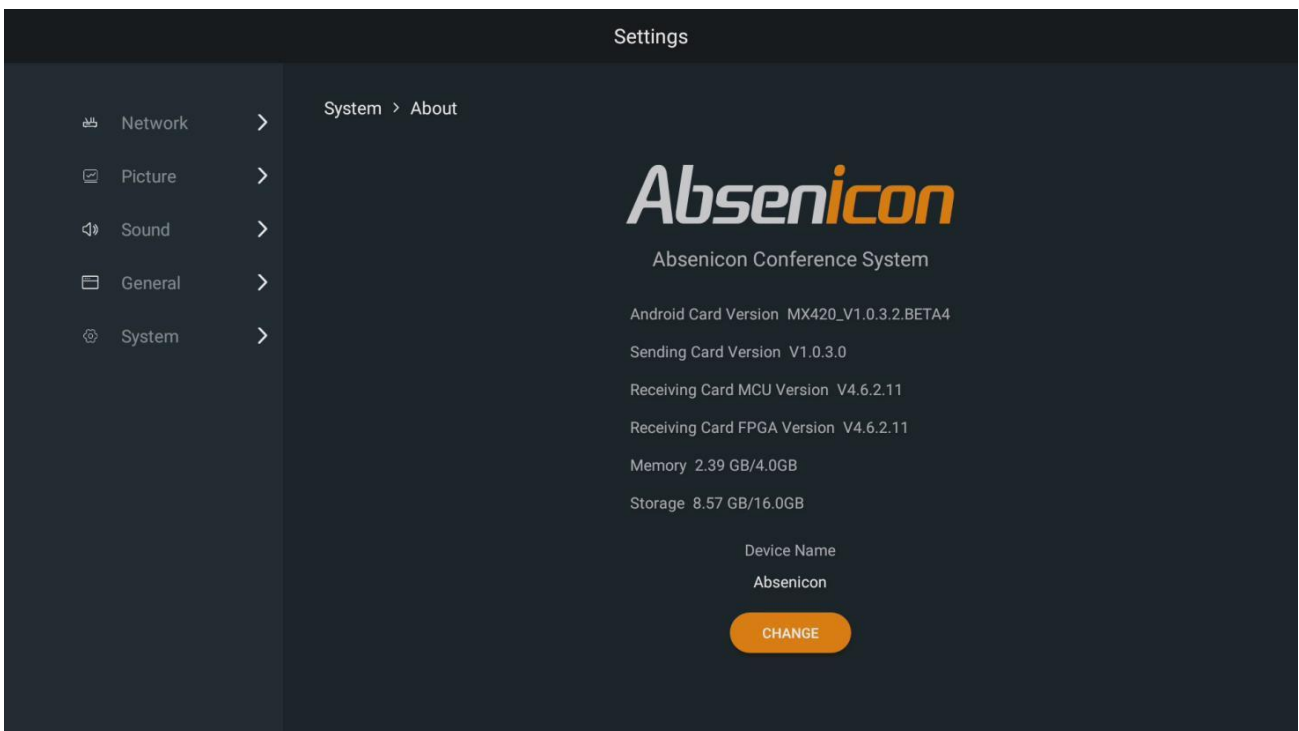 Settings
Network
Picture
Sound
General
System
System > About
Absenicon
Absenicon Conference System
Android Card Version MX420_V1.0.3.2.BETA4
Sending Card Version V1.0.3.0
Receiving Card MCU Version V4.6.2.11
Receiving Card FPGA Version V4.6.2.11
Memory 2.39 GB/4.0GB
Storage 8.57 GB/16.0GB
Device Name
Absenicon
CHANGE